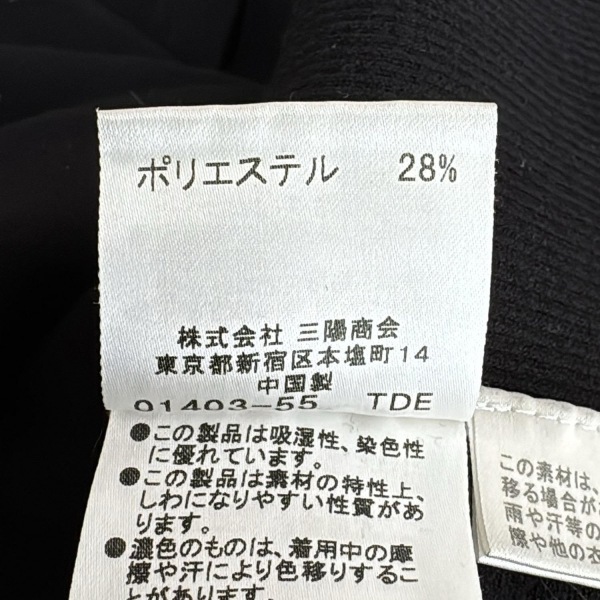 ポリエステル 28%
株式会社 三陽商会
東京都新宿区本塩町14
中国製
01403-55 TDE
●この製品は吸湿性、染色性
に優れています。
●この製品は素材の特性上、
しわになりやすい性質があ
ります。
●濃色のものは、着用中の摩
擦や汗により色移りするこ
とがあります
この素材は、
移る場合が
雨や汗等の
擦や他の衣